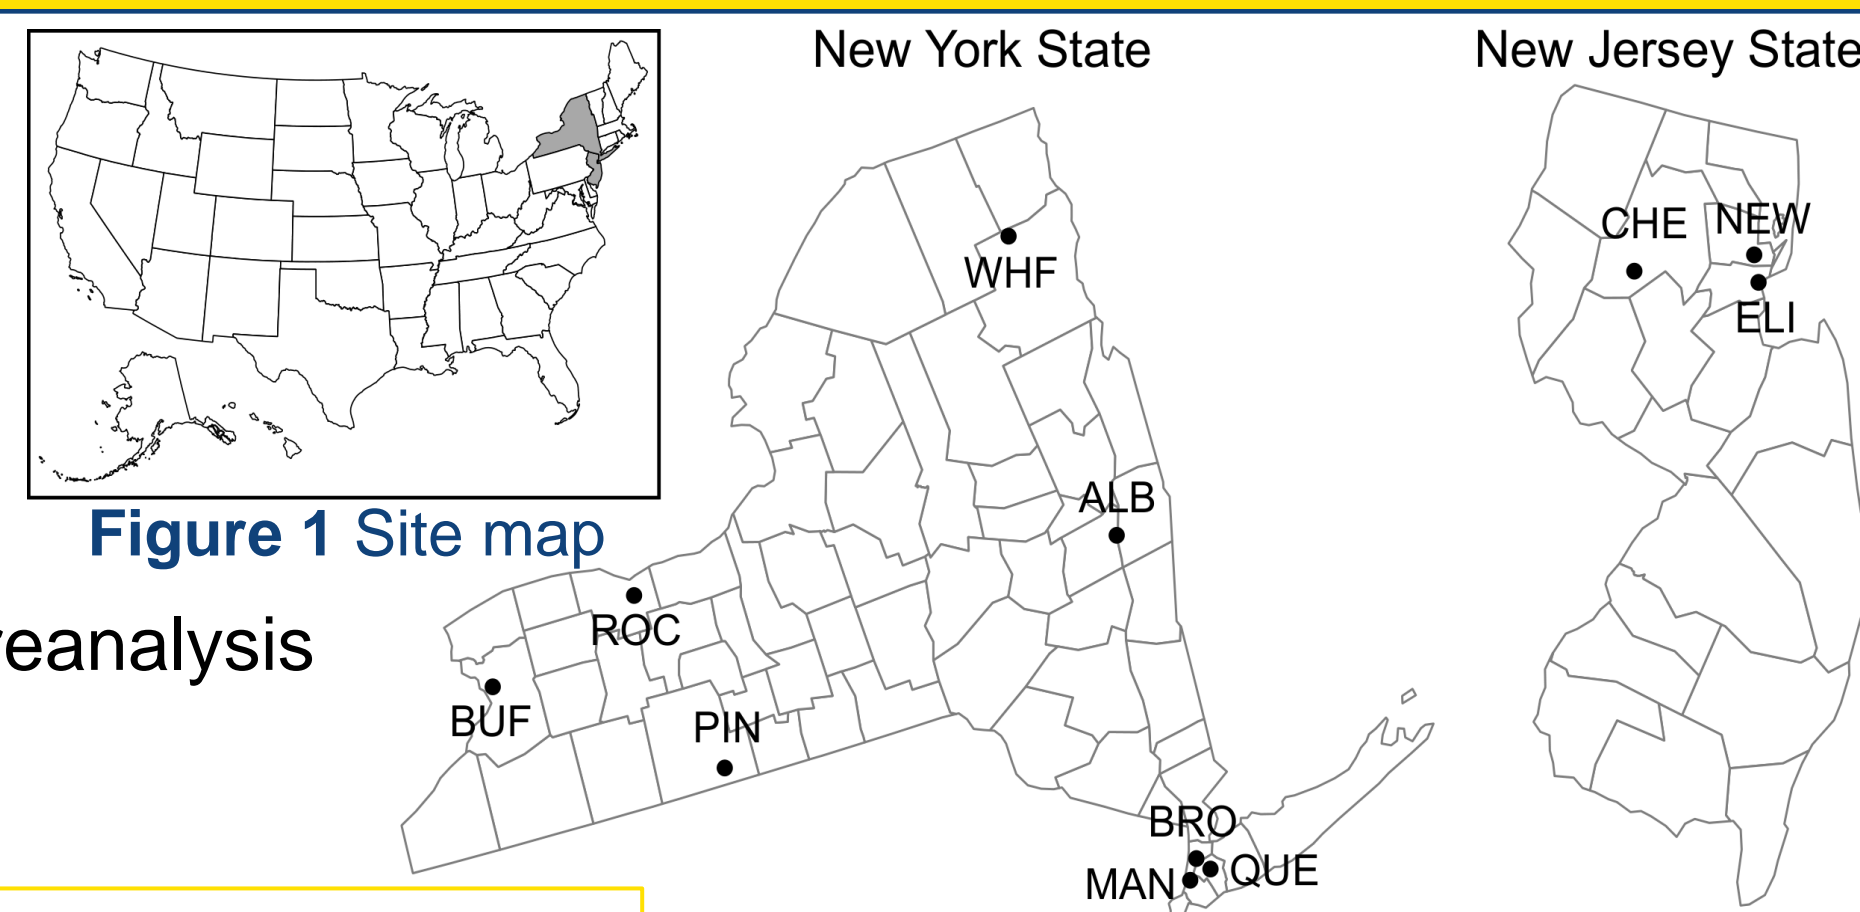 New York State
New Jersey State
CHE NEW
WHF
ELI
ALB
Figure 1 Site map
ROC
reanalysis
BUF
PIN
BRO
MAN
QUE